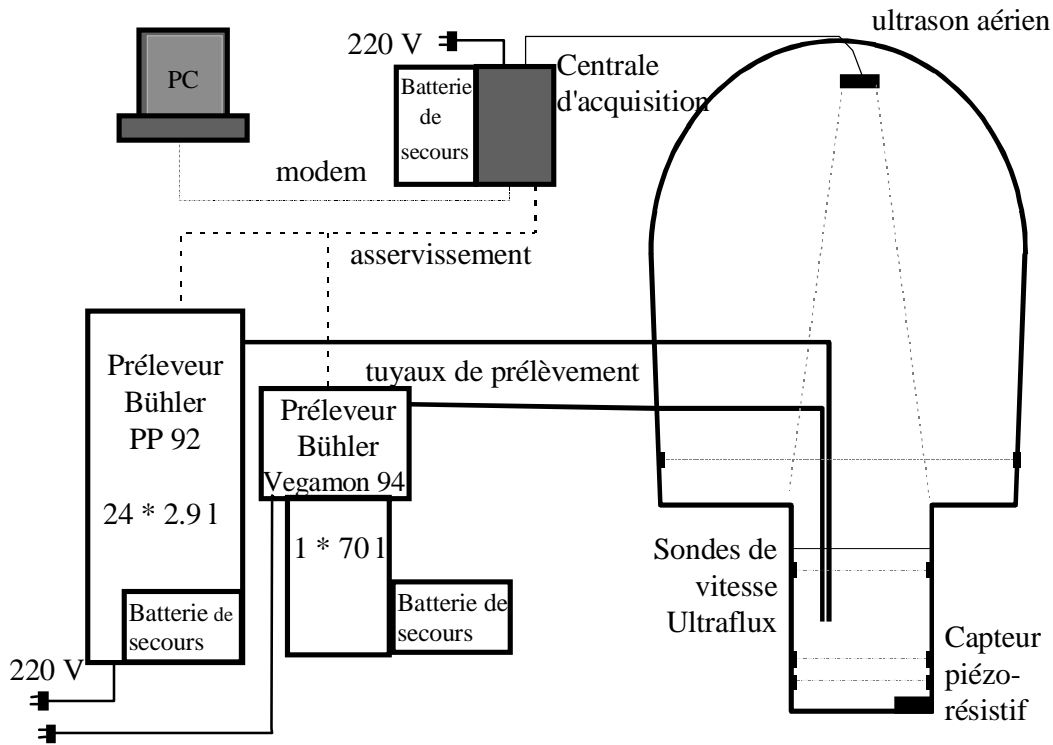 ultrason aérien
220 V
PC
Batterie
de
secours
Centrale
d'acquisition
modem
asservissement
Préleveur
Bühler
PP 92
24 * 2.9 l
tuyaux de prélèvement
Préleveur
Bühler
Vegamon 94
1 * 70 l
Sondes de
vitesse
Ultraflux
Batterie de
secours
Batterie de
secours
Capteur
piézo-
résistif
220 V